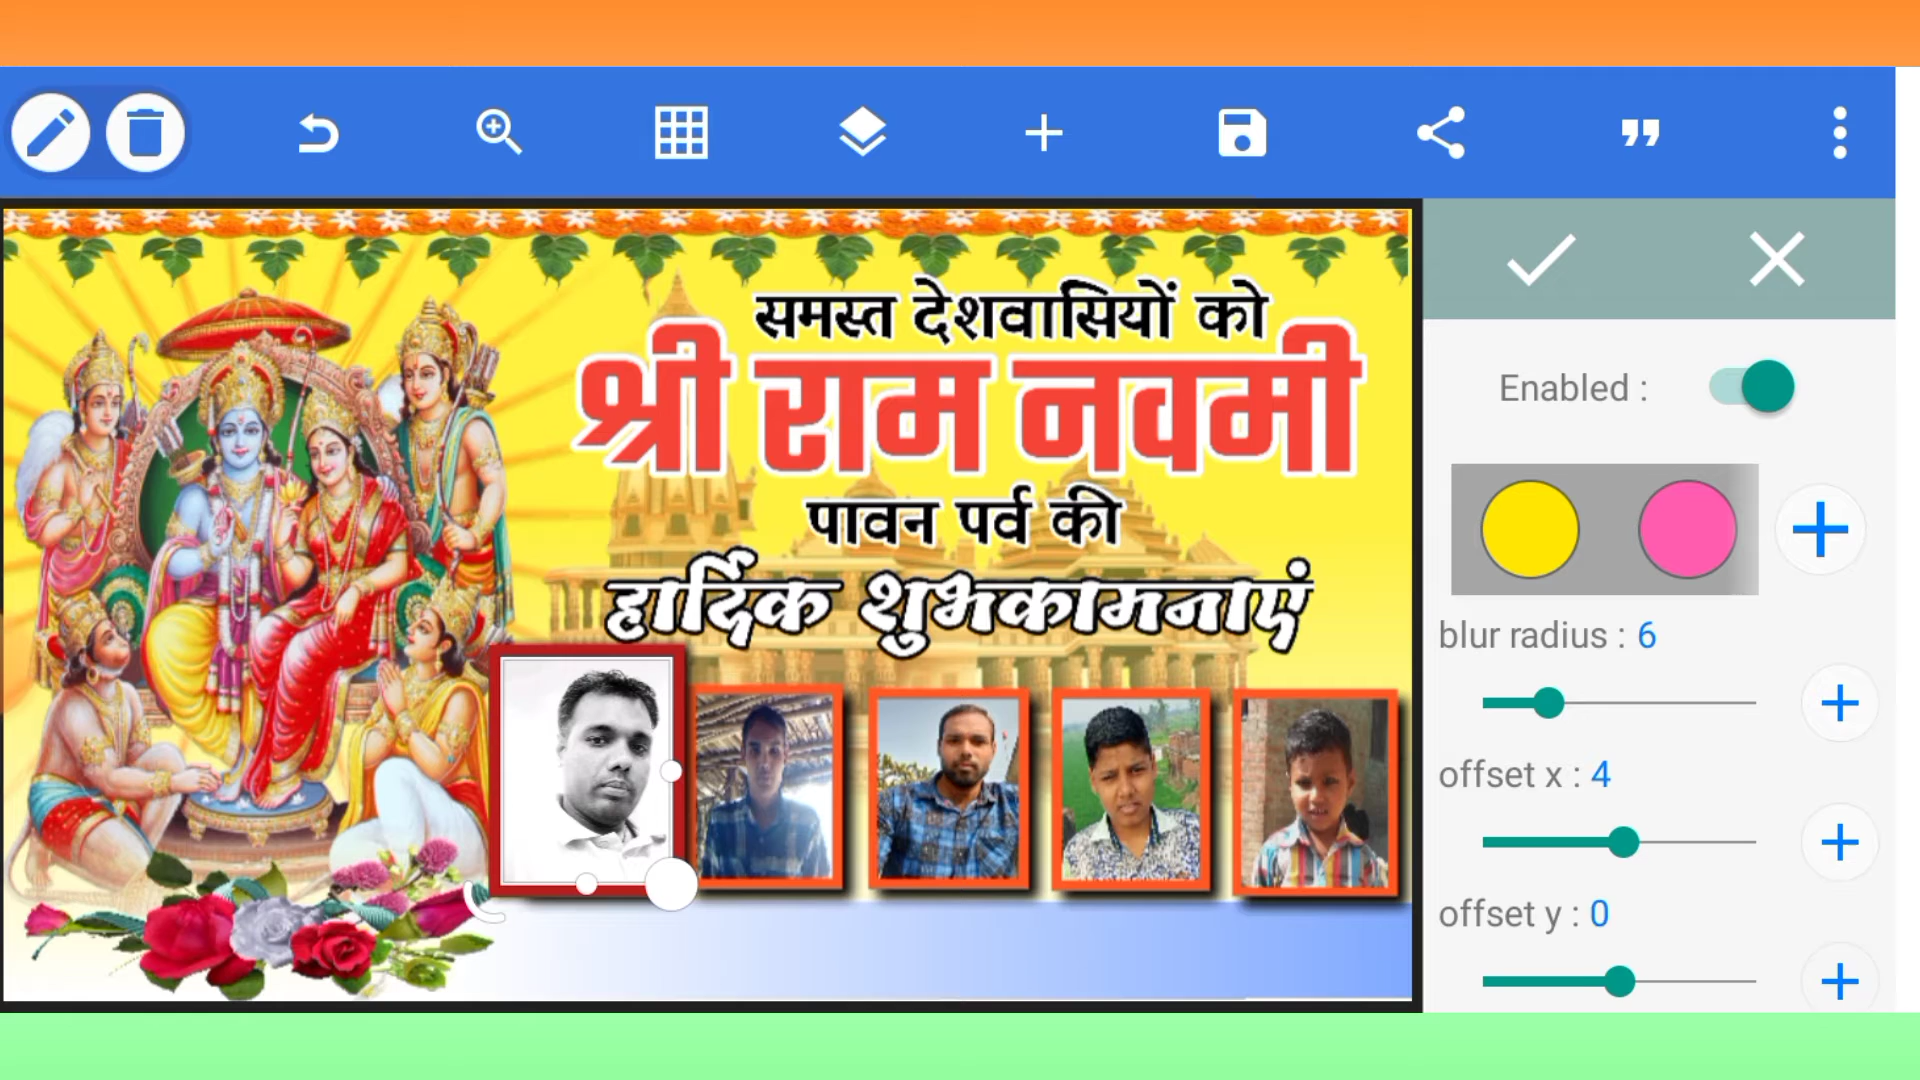 समस्त देशवासियों को
श्री राम नवमी
पावन पर्व की
हार्दिक शुभकामनाएं
Enabled :
blur radius : 6
offset x : 4
offset y : 0